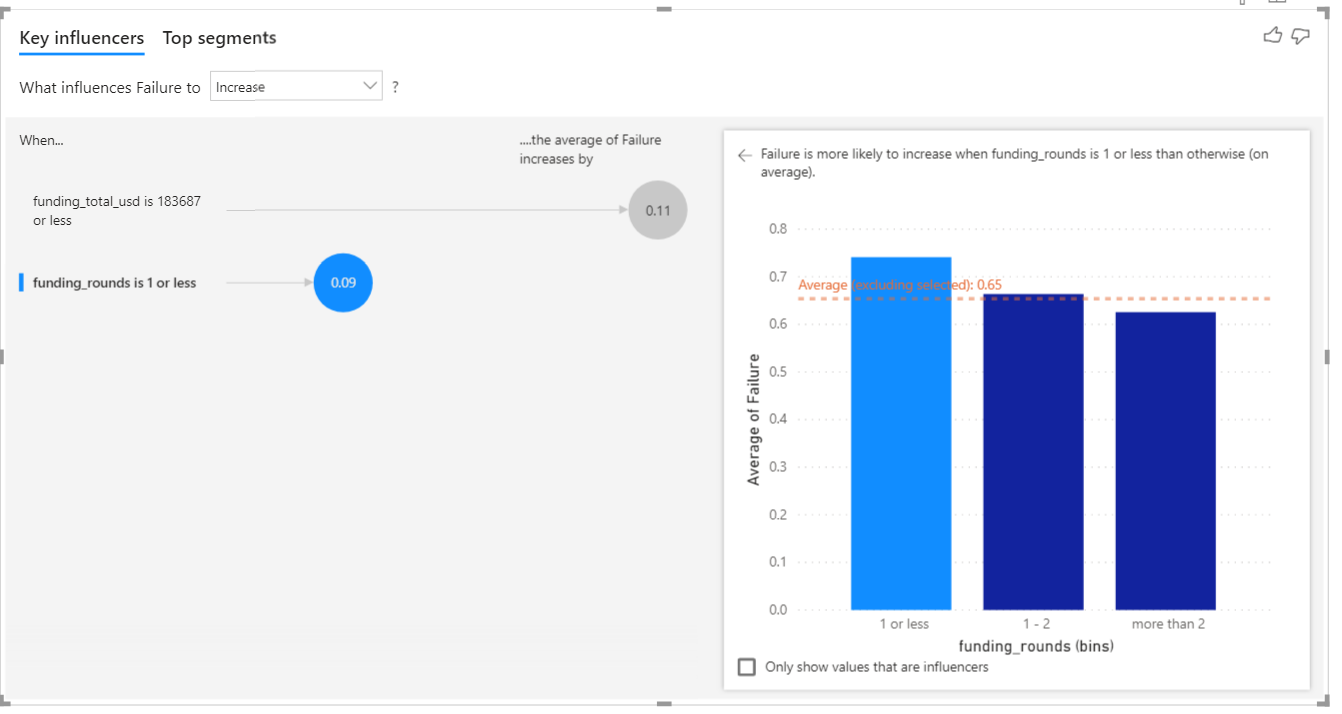 Key influencers
Top segments
What influences Failure to
Increase
?
When...
....the average of Failure
increases by
funding_total_usd is 183687
or less
0.11
funding_rounds is 1 or less
0.09
Failure is more likely to increase when funding_rounds is 1 or less than otherwise (on
average).
0.8
0.7
0.6
0.5
0.4
0.3
0.2
0.1
0.0
Average of Failure
Average (excluding selected): 0.65
1 or less
1 - 2
more than 2
funding_rounds (bins)
Only show values that are influencers